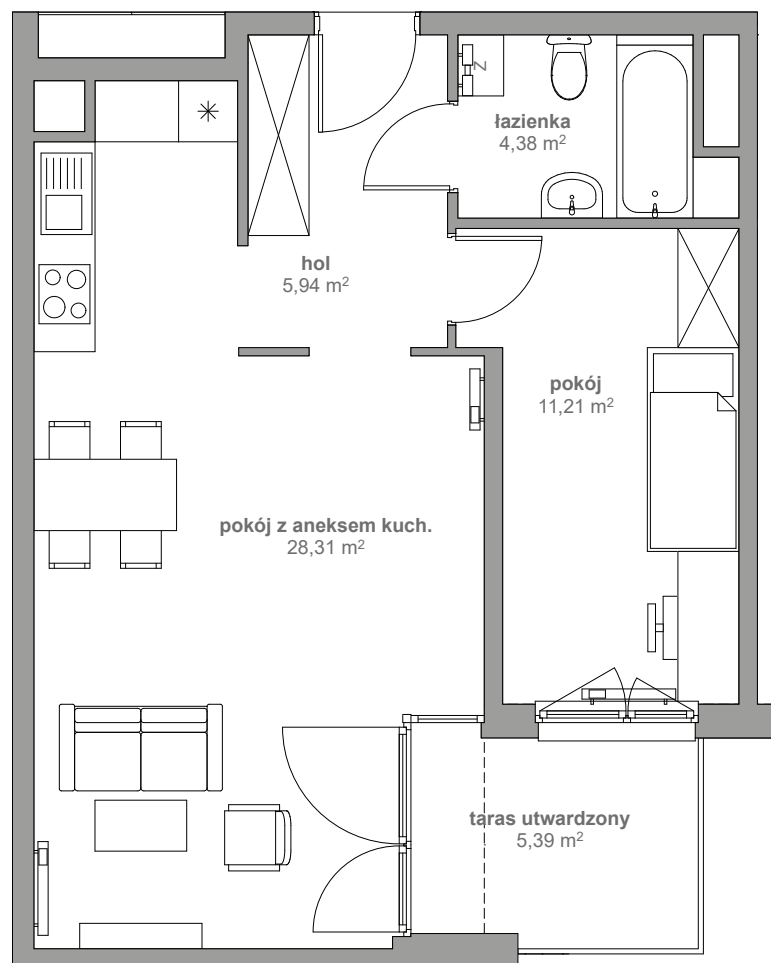 Z
łazienka
4,38 m²
hol
5,94 m²
pokój
11,21 m²
pokój z aneksem kuch.
28,31 m²
taras utwardzony
5,39 m²